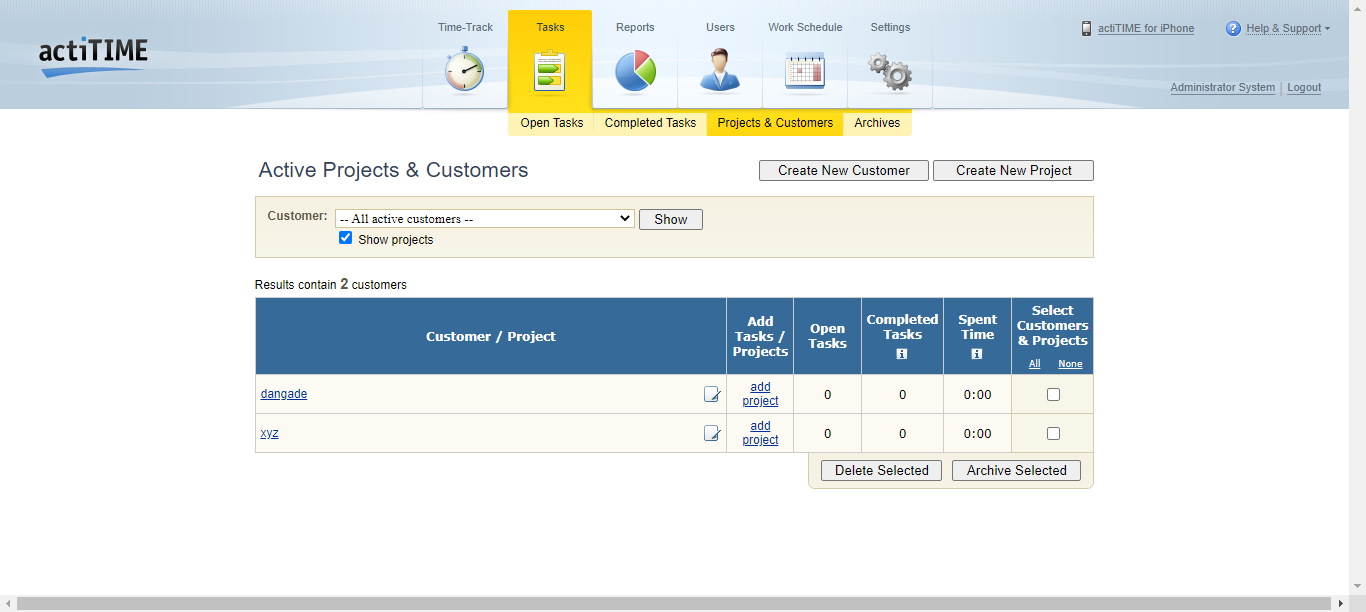 actiTIME
Time-Track
Tasks
Reports
Users
Work Schedule
Settings
actiTIME for iPhone
Help & Support
Administrator System
Logout
Open Tasks
Completed Tasks
Projects & Customers
Archives
Active Projects & Customers
Create New Customer
Create New Project
Customer:
-- All active customers --
Show
Show projects
Results contain 2 customers
Customer / Project
Add
Tasks /
Projects
Open
Tasks
Completed
Tasks
Spent
Time
Select
Customers
& Projects
All None
dangade
add
project
0
0
0:00
xyz
add
project
0
0
0:00
Delete Selected
Archive Selected